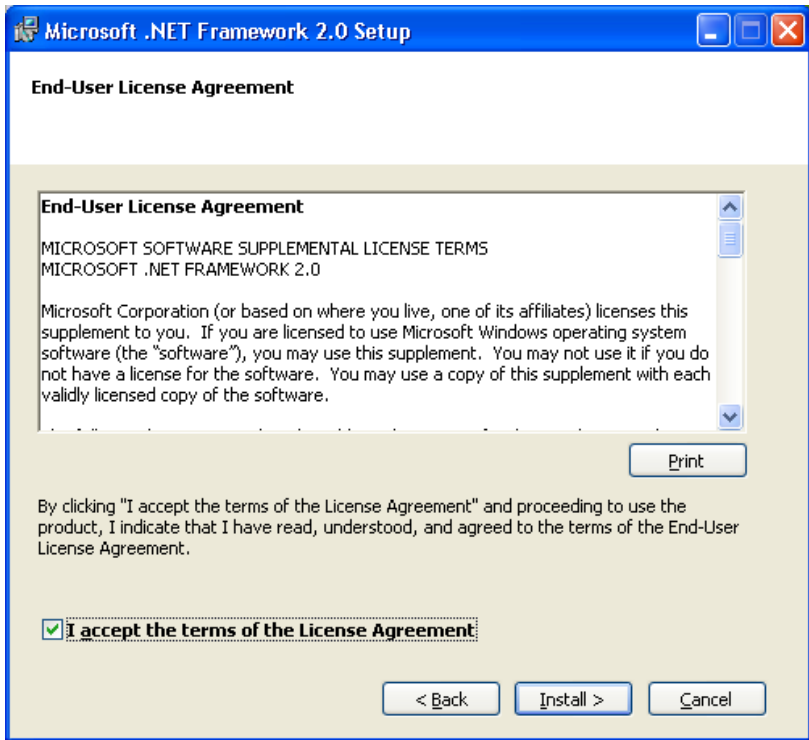 Microsoft .NET Framework 2.0 Setup
End-User License Agreement
End-User License Agreement
MICROSOFT SOFTWARE SUPPLEMENTAL LICENSE TERMS
MICROSOFT .NET FRAMEWORK 2.0
Microsoft Corporation (or based on where you live, one of its affiliates) licenses this
supplement to you.  If you are licensed to use Microsoft Windows operating system
software (the “software”), you may use this supplement.  You may not use it if you do
not have a license for the software.  You may use a copy of this supplement with each
validly licensed copy of the software.
Print
By clicking "I accept the terms of the License Agreement" and proceeding to use the
product, I indicate that I have read, understood, and agreed to the terms of the End-User
License Agreement.
I accept the terms of the License Agreement
< Back
Install >
Cancel